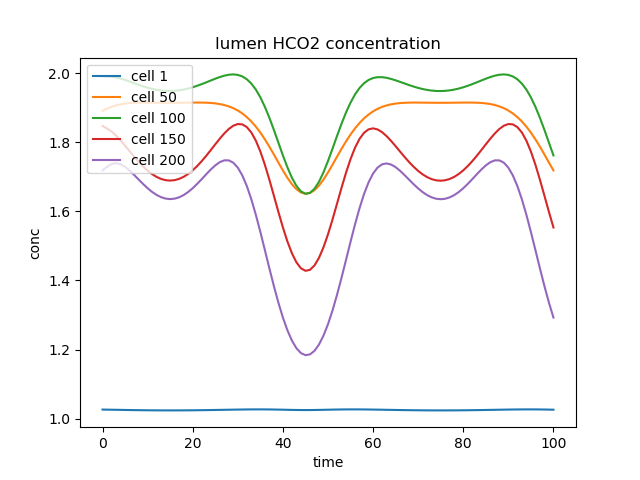 lumen HCO2 concentration
cell 1
cell 50
cell 100
cell 150
cell 200
2.0
1.8
1.6
1.4
1.2
1.0
conc
0 20 40 60 80 100
time